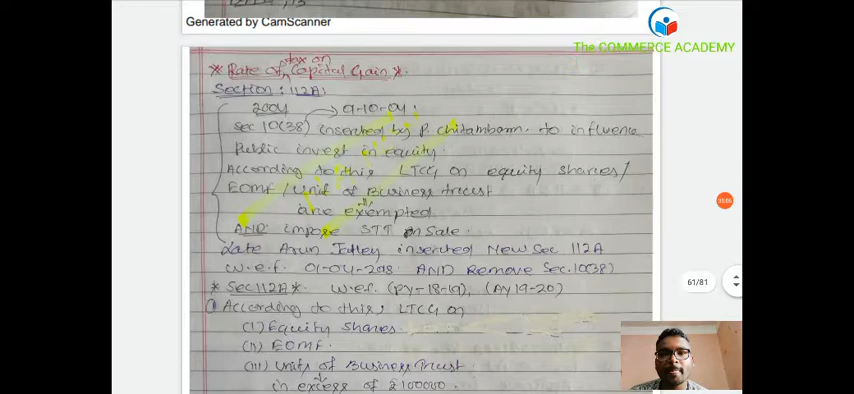 Generated by CamScanner
The COMMERCE ACADEMY
* Rate of tax on Capital Gain *.
Section: 112A:
2004 → 9-10-04.
Sec 10(38) inserted by P. Chitambarm, to influence
Public invest in equity.
According to this LTCG on equity shares/
EOMF/Unit of Business trust
are exempted
AND impose STT on Sale.
Late Arun Jetley inserted New Sec 112A
w.e.f. 01-04-208 AND Remove Sec.10(38)
* Sec 112A * w.e.f (PY-18-19), (AY 19-20)
① According to this, LTCG on
(i) Equity Shares
(ii) EOMF.
(iii) Units of Business Trust
in excess of ₹100000.
61/81